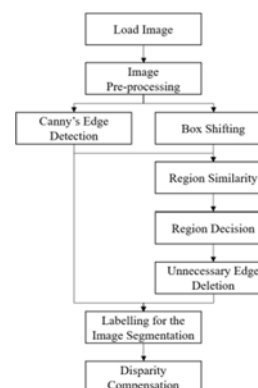 Load Image
Image
Pre-processing
Canny's Edge
Detection
Box Shifting
Region Similarity
Region Decision
Unnecessary Edge
Deletion
Labelling for the
Image Segmentation
Disparity
Compensation